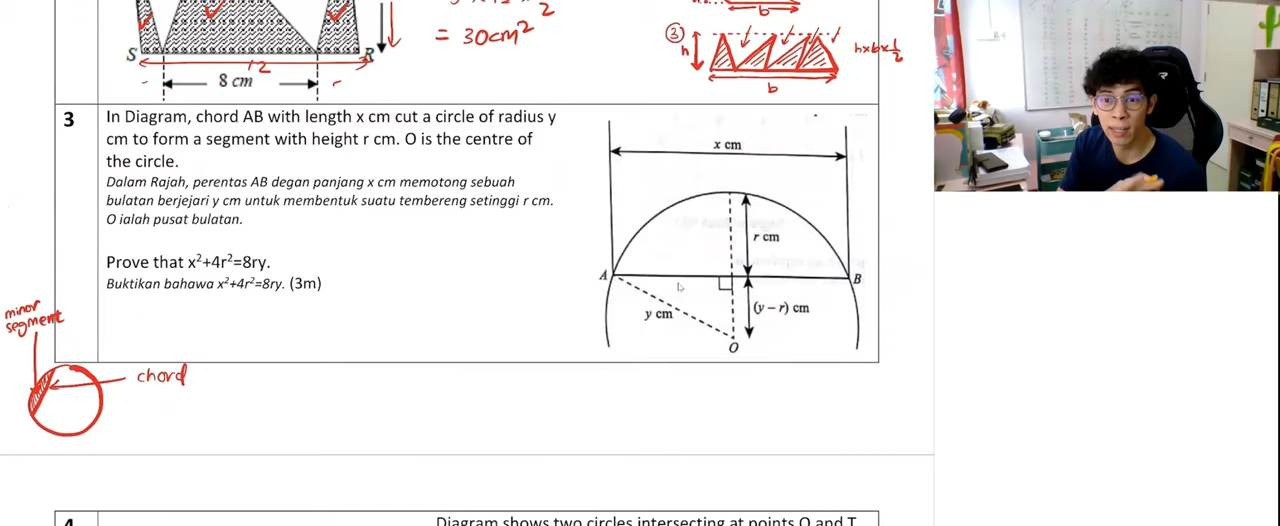 2
= 30cm²
S
12
R
8 cm
b
③
h
h×b×½
b
3
In Diagram, chord AB with length x cm cut a circle of radius y
cm to form a segment with height r cm. O is the centre of
the circle.
Dalam Rajah, perentas AB degan panjang x cm memotong sebuah
bulatan berjejari y cm untuk membentuk suatu tembereng setinggi r cm.
O ialah pusat bulatan.
Prove that x²+4r²=8ry.
Buktikan bahawa x²+4r²=8ry. (3m)
x cm
r cm
A
B
y cm
(y – r) cm
O
minor
segment
chord
4
Diagram shows two circles intersecting at points Q and T